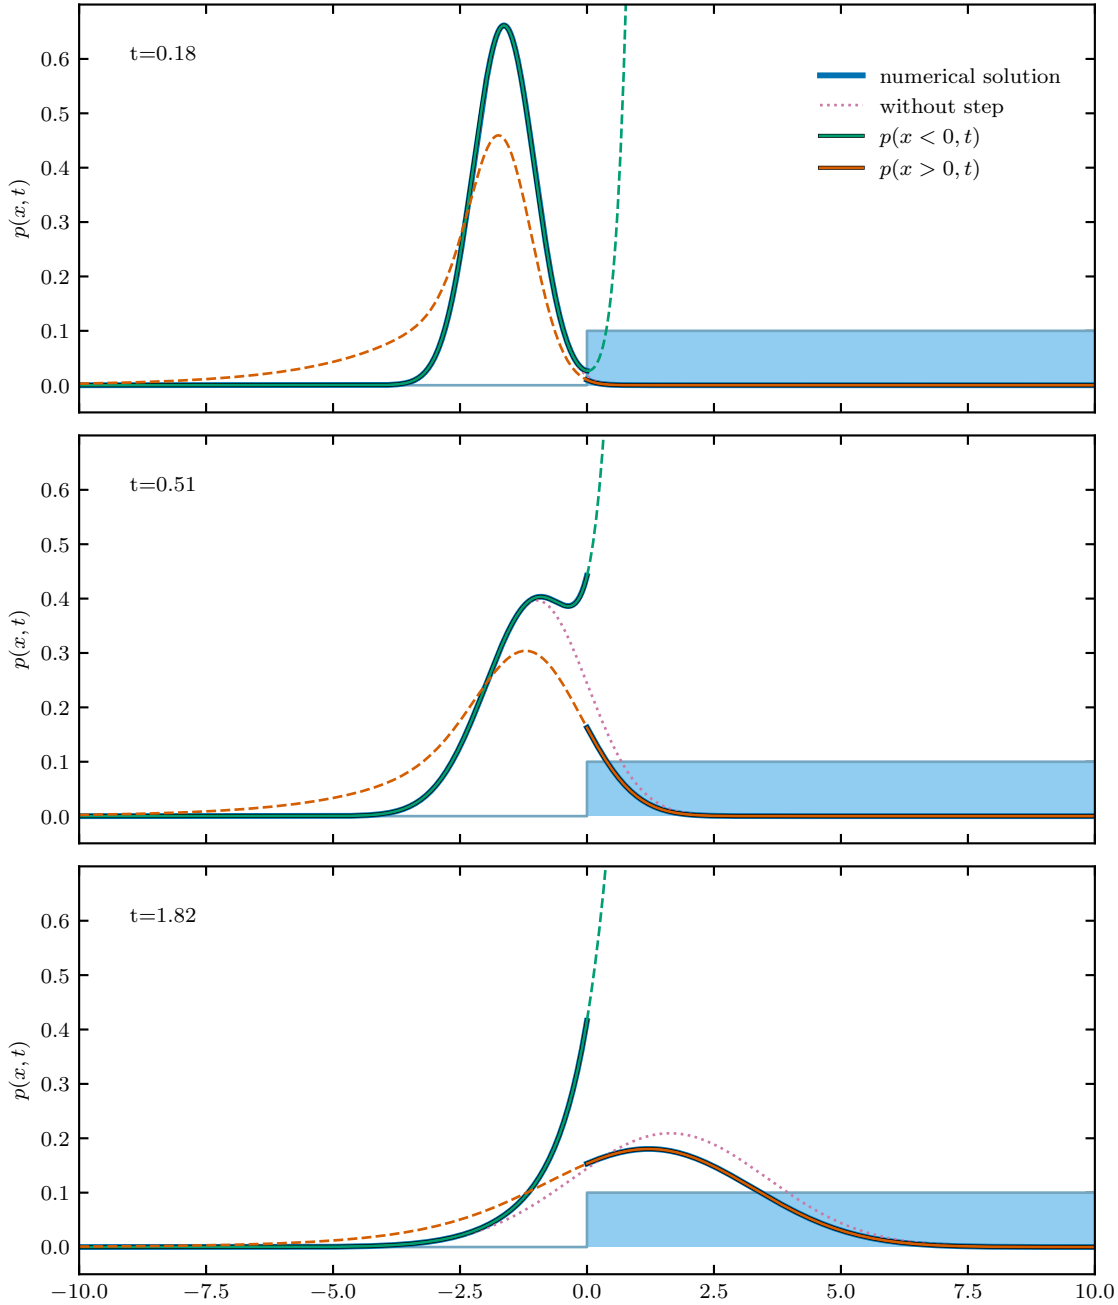 t=0.18
numerical solution
without step
p(x < 0, t)
p(x > 0, t)
p(x, t)
0.6
0.5
0.4
0.3
0.2
0.1
0.0
t=0.51
p(x, t)
0.6
0.5
0.4
0.3
0.2
0.1
0.0
t=1.82
p(x, t)
0.6
0.5
0.4
0.3
0.2
0.1
0.0
−10.0 −7.5 −5.0 −2.5 0.0 2.5 5.0 7.5 10.0